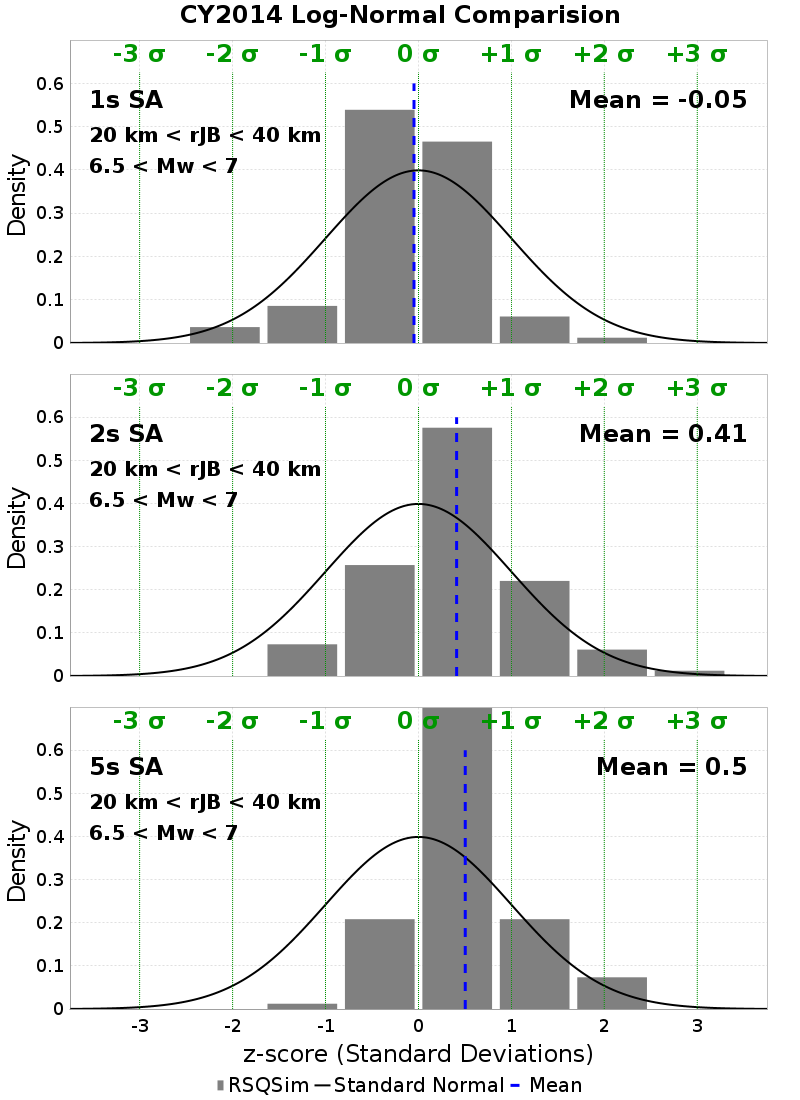 CY2014 Log-Normal Comparision
-3 σ -2 σ -1 σ 0 σ +1 σ +2 σ +3 σ
1s SA Mean = -0.05
20 km < rJB < 40 km
6.5 < Mw < 7
0.6
0.5
0.4
0.3
0.2
0.1
0
Density
-3 σ -2 σ -1 σ 0 σ +1 σ +2 σ +3 σ
2s SA Mean = 0.41
20 km < rJB < 40 km
6.5 < Mw < 7
0.6
0.5
0.4
0.3
0.2
0.1
0
Density
-3 σ -2 σ -1 σ 0 σ +1 σ +2 σ +3 σ
5s SA Mean = 0.5
20 km < rJB < 40 km
6.5 < Mw < 7
0.6
0.5
0.4
0.3
0.2
0.1
0
Density
-3 -2 -1 0 1 2 3
z-score (Standard Deviations)
RSQSim Standard Normal Mean